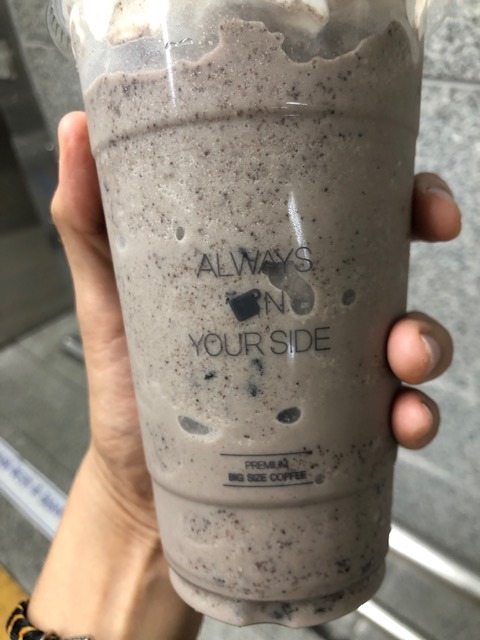 ALWAYS
ON
YOUR SIDE
PREMIUM
BIG SIZE COFFEE